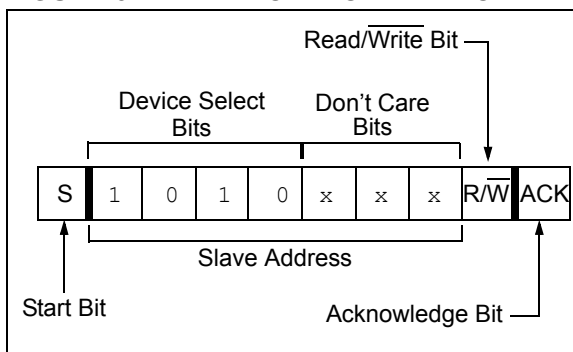 Read/Write Bit
Device Select Bits
Don't Care Bits
S 1 0 1 0 x x x R/W ACK
Slave Address
Start Bit
Acknowledge Bit